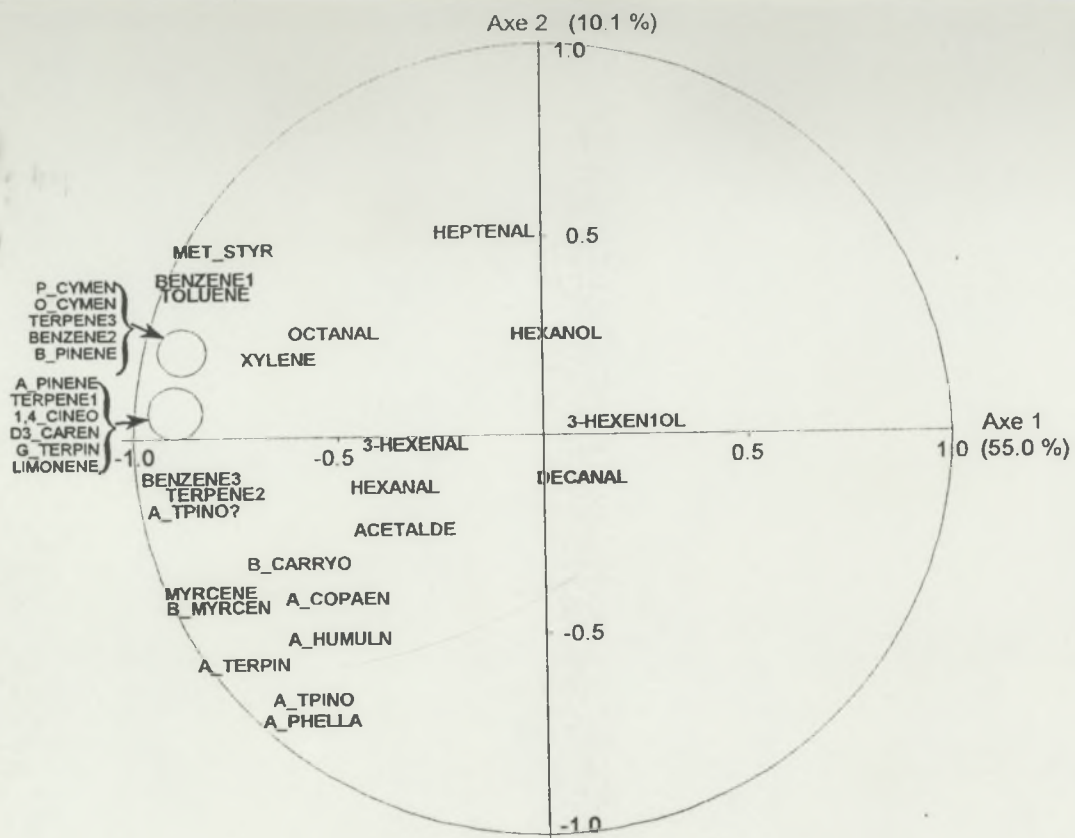 Axe 2 (10.1 %)
1.0
HEPTENAL
0.5
MET_STYR
BENZENE1
TOLUENE
P_CYMEN
O_CYMEN
TERPENE3
BENZENE2
B_PINENE
OCTANAL
HEXANOL
XYLENE
A_PINENE
TERPENE1
1,4_CINEO
D3_CAREN
G_TERPIN
LIMONENE
3-HEXEN1OL
Axe 1
(55.0 %)
3-HEXENAL
-1.0
-0.5
0.5
1.0
BENZENE3
TERPENE2
A_TPINO?
HEXANAL
DECANAL
ACETALDE
B_CARRYO
MYRCENE
B_MYRCEN
A_COPAEN
A_HUMULN
-0.5
A_TERPIN
A_TPINO
A_PHELLA
-1.0